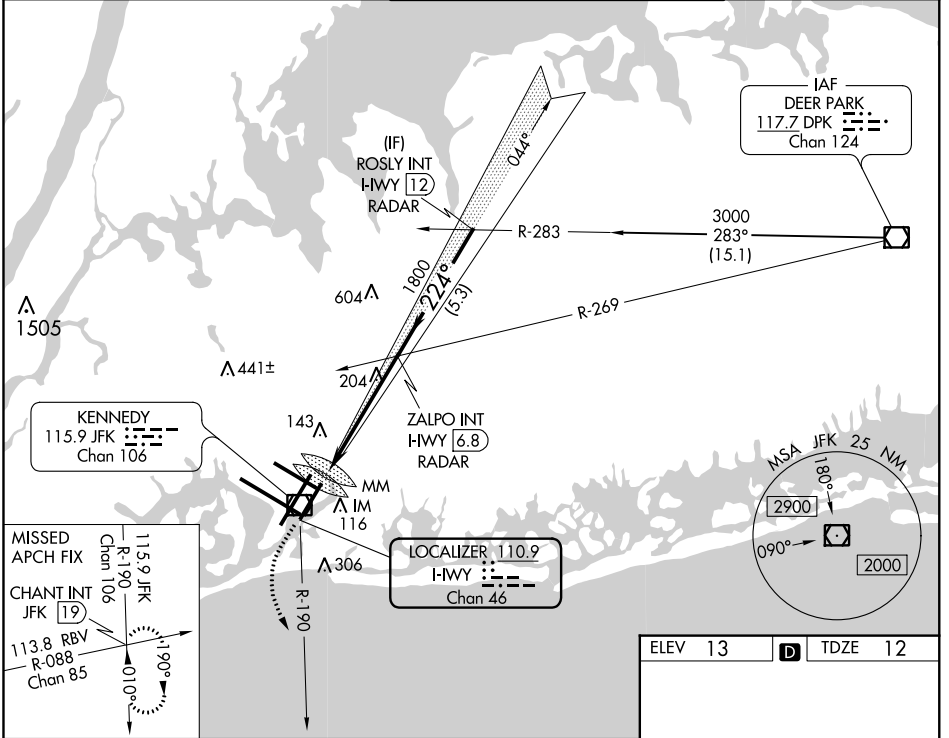 IAF
DEER PARK
117.7 DPK
Chan 124
(IF)
ROSLY INT
I-IWY 12
RADAR
044°
R-283
3000
283°
(15.1)
1800
224°
(5.3)
R-269
604
1505
441±
204
143
KENNEDY
115.9 JFK
Chan 106
ZALPO INT
I-IWY 6.8
RADAR
MM
IM
116
306
LOCALIZER 110.9
I-IWY
Chan 46
R-190
MSA JFK 25 NM
180°
2900
090°
2000
MISSED
APCH FIX
115.9 JFK
R-190
Chan 106
CHANT INT
JFK 19
113.8 RBV
R-088
Chan 85
010°
190°
ELEV 13
D
TDZE 12